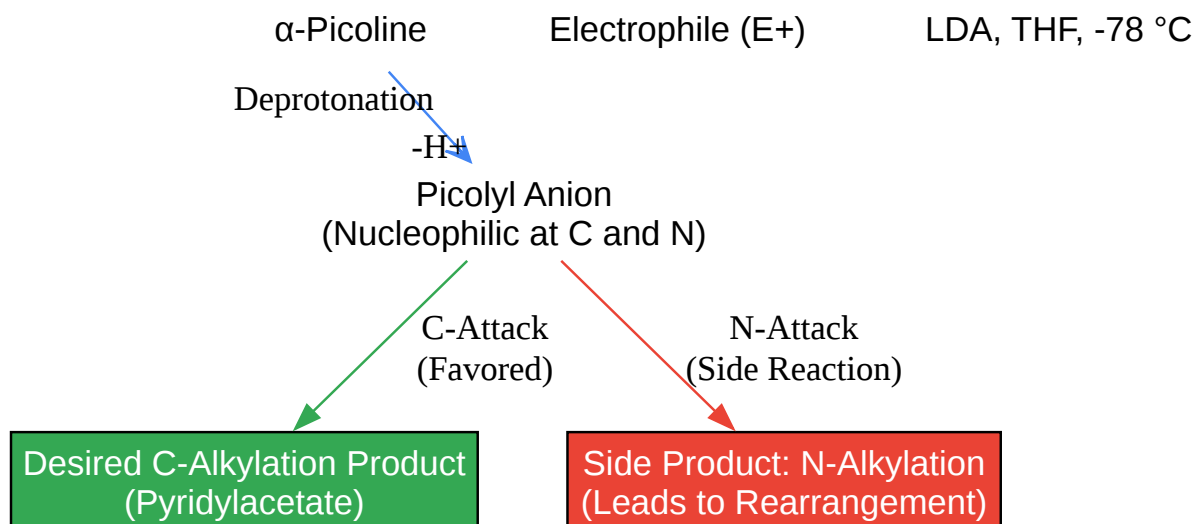 α-Picoline
Electrophile (E+)
LDA, THF, -78 °C
Deprotonation
-H+
Picolyl Anion
(Nucleophilic at C and N)
C-Attack
(Favored)
N-Attack
(Side Reaction)
Desired C-Alkylation Product
(Pyridylacetate)
Side Product: N-Alkylation
(Leads to Rearrangement)